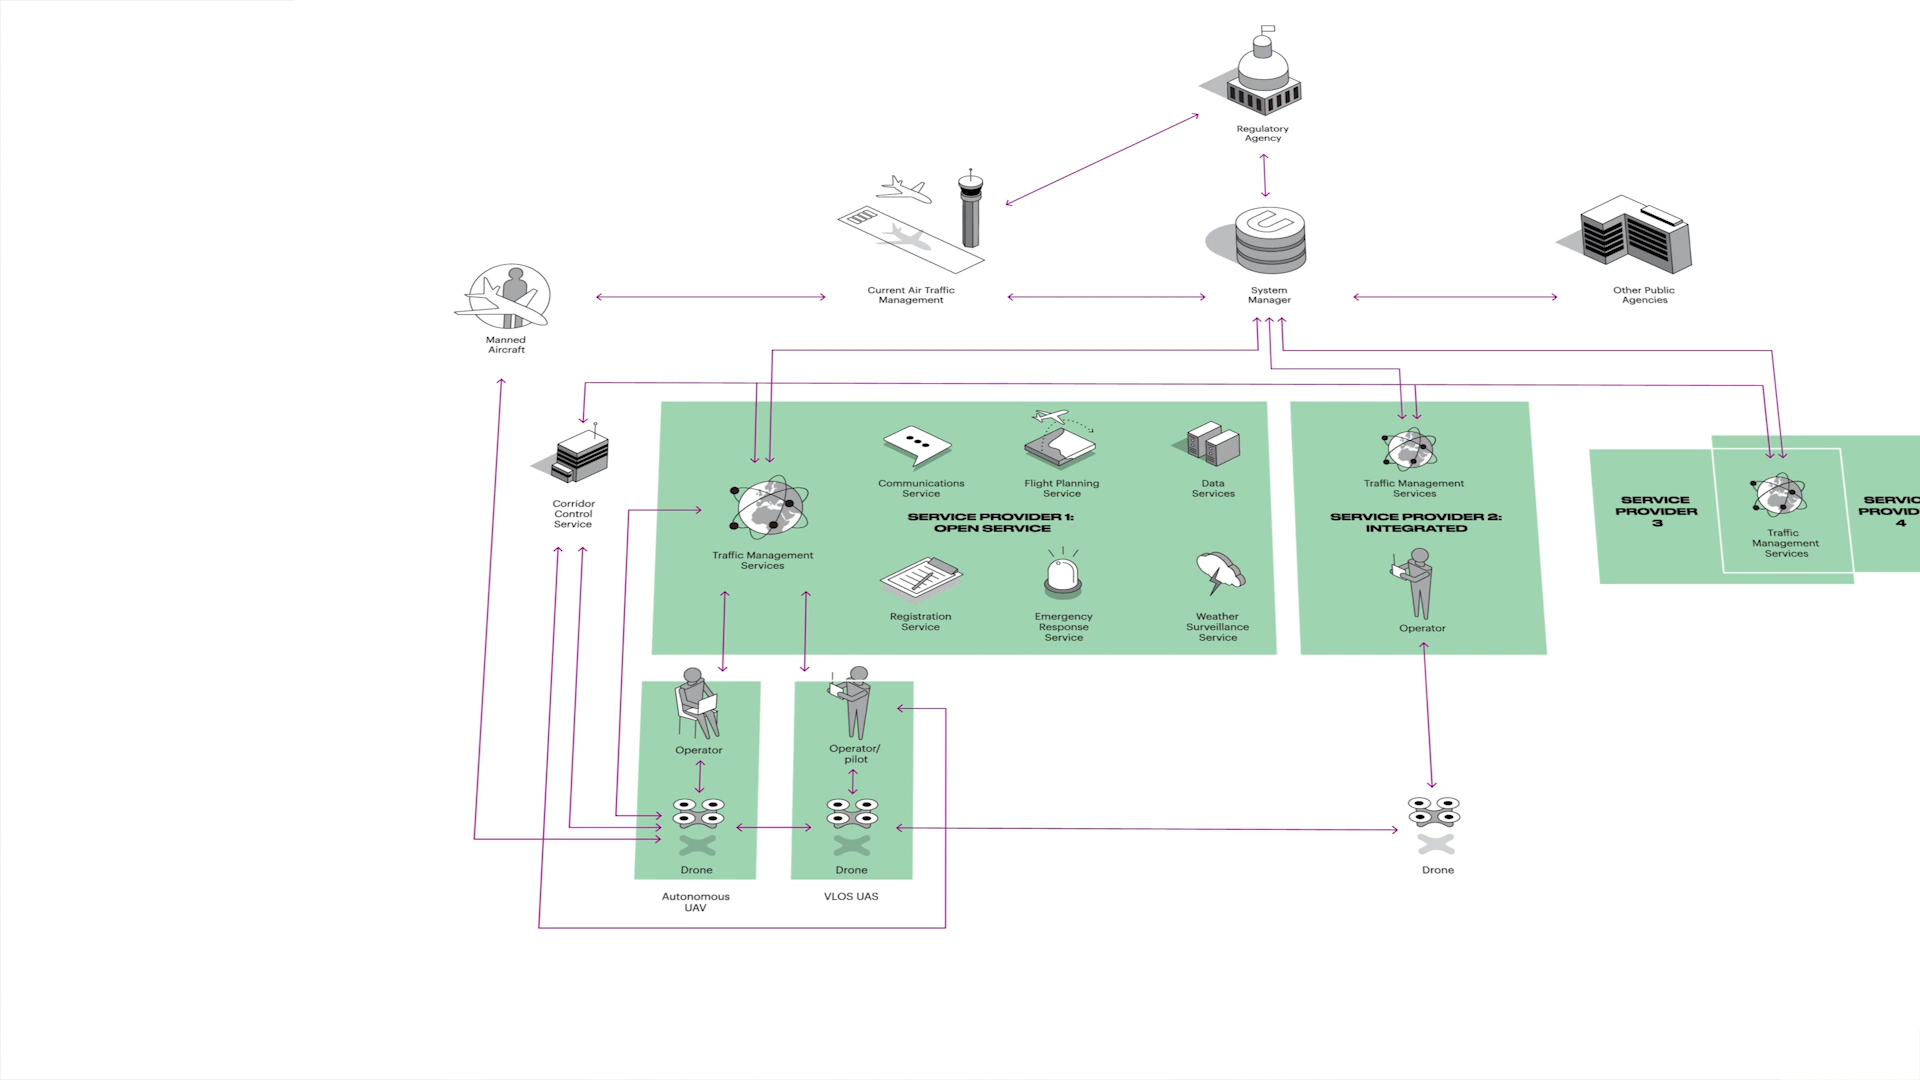 Regulatory
Agency
Current Air Traffic
Management
System
Manager
Other Public
Agencies
Manned
Aircraft
Corridor
Control
Service
Communications
Service
Flight Planning
Service
Data
Services
Traffic Management
Services
SERVICE PROVIDER 1:
OPEN SERVICE
Traffic Management
Services
Registration
Service
Emergency
Response
Service
Weather
Surveillance
Service
SERVICE PROVIDER 2:
INTEGRATED
Operator
SERVICE
PROVIDER
3
Traffic
Management
Services
4
Operator
Operator/
pilot
Drone
Drone
Drone
Autonomous
UAV
VLOS UAS